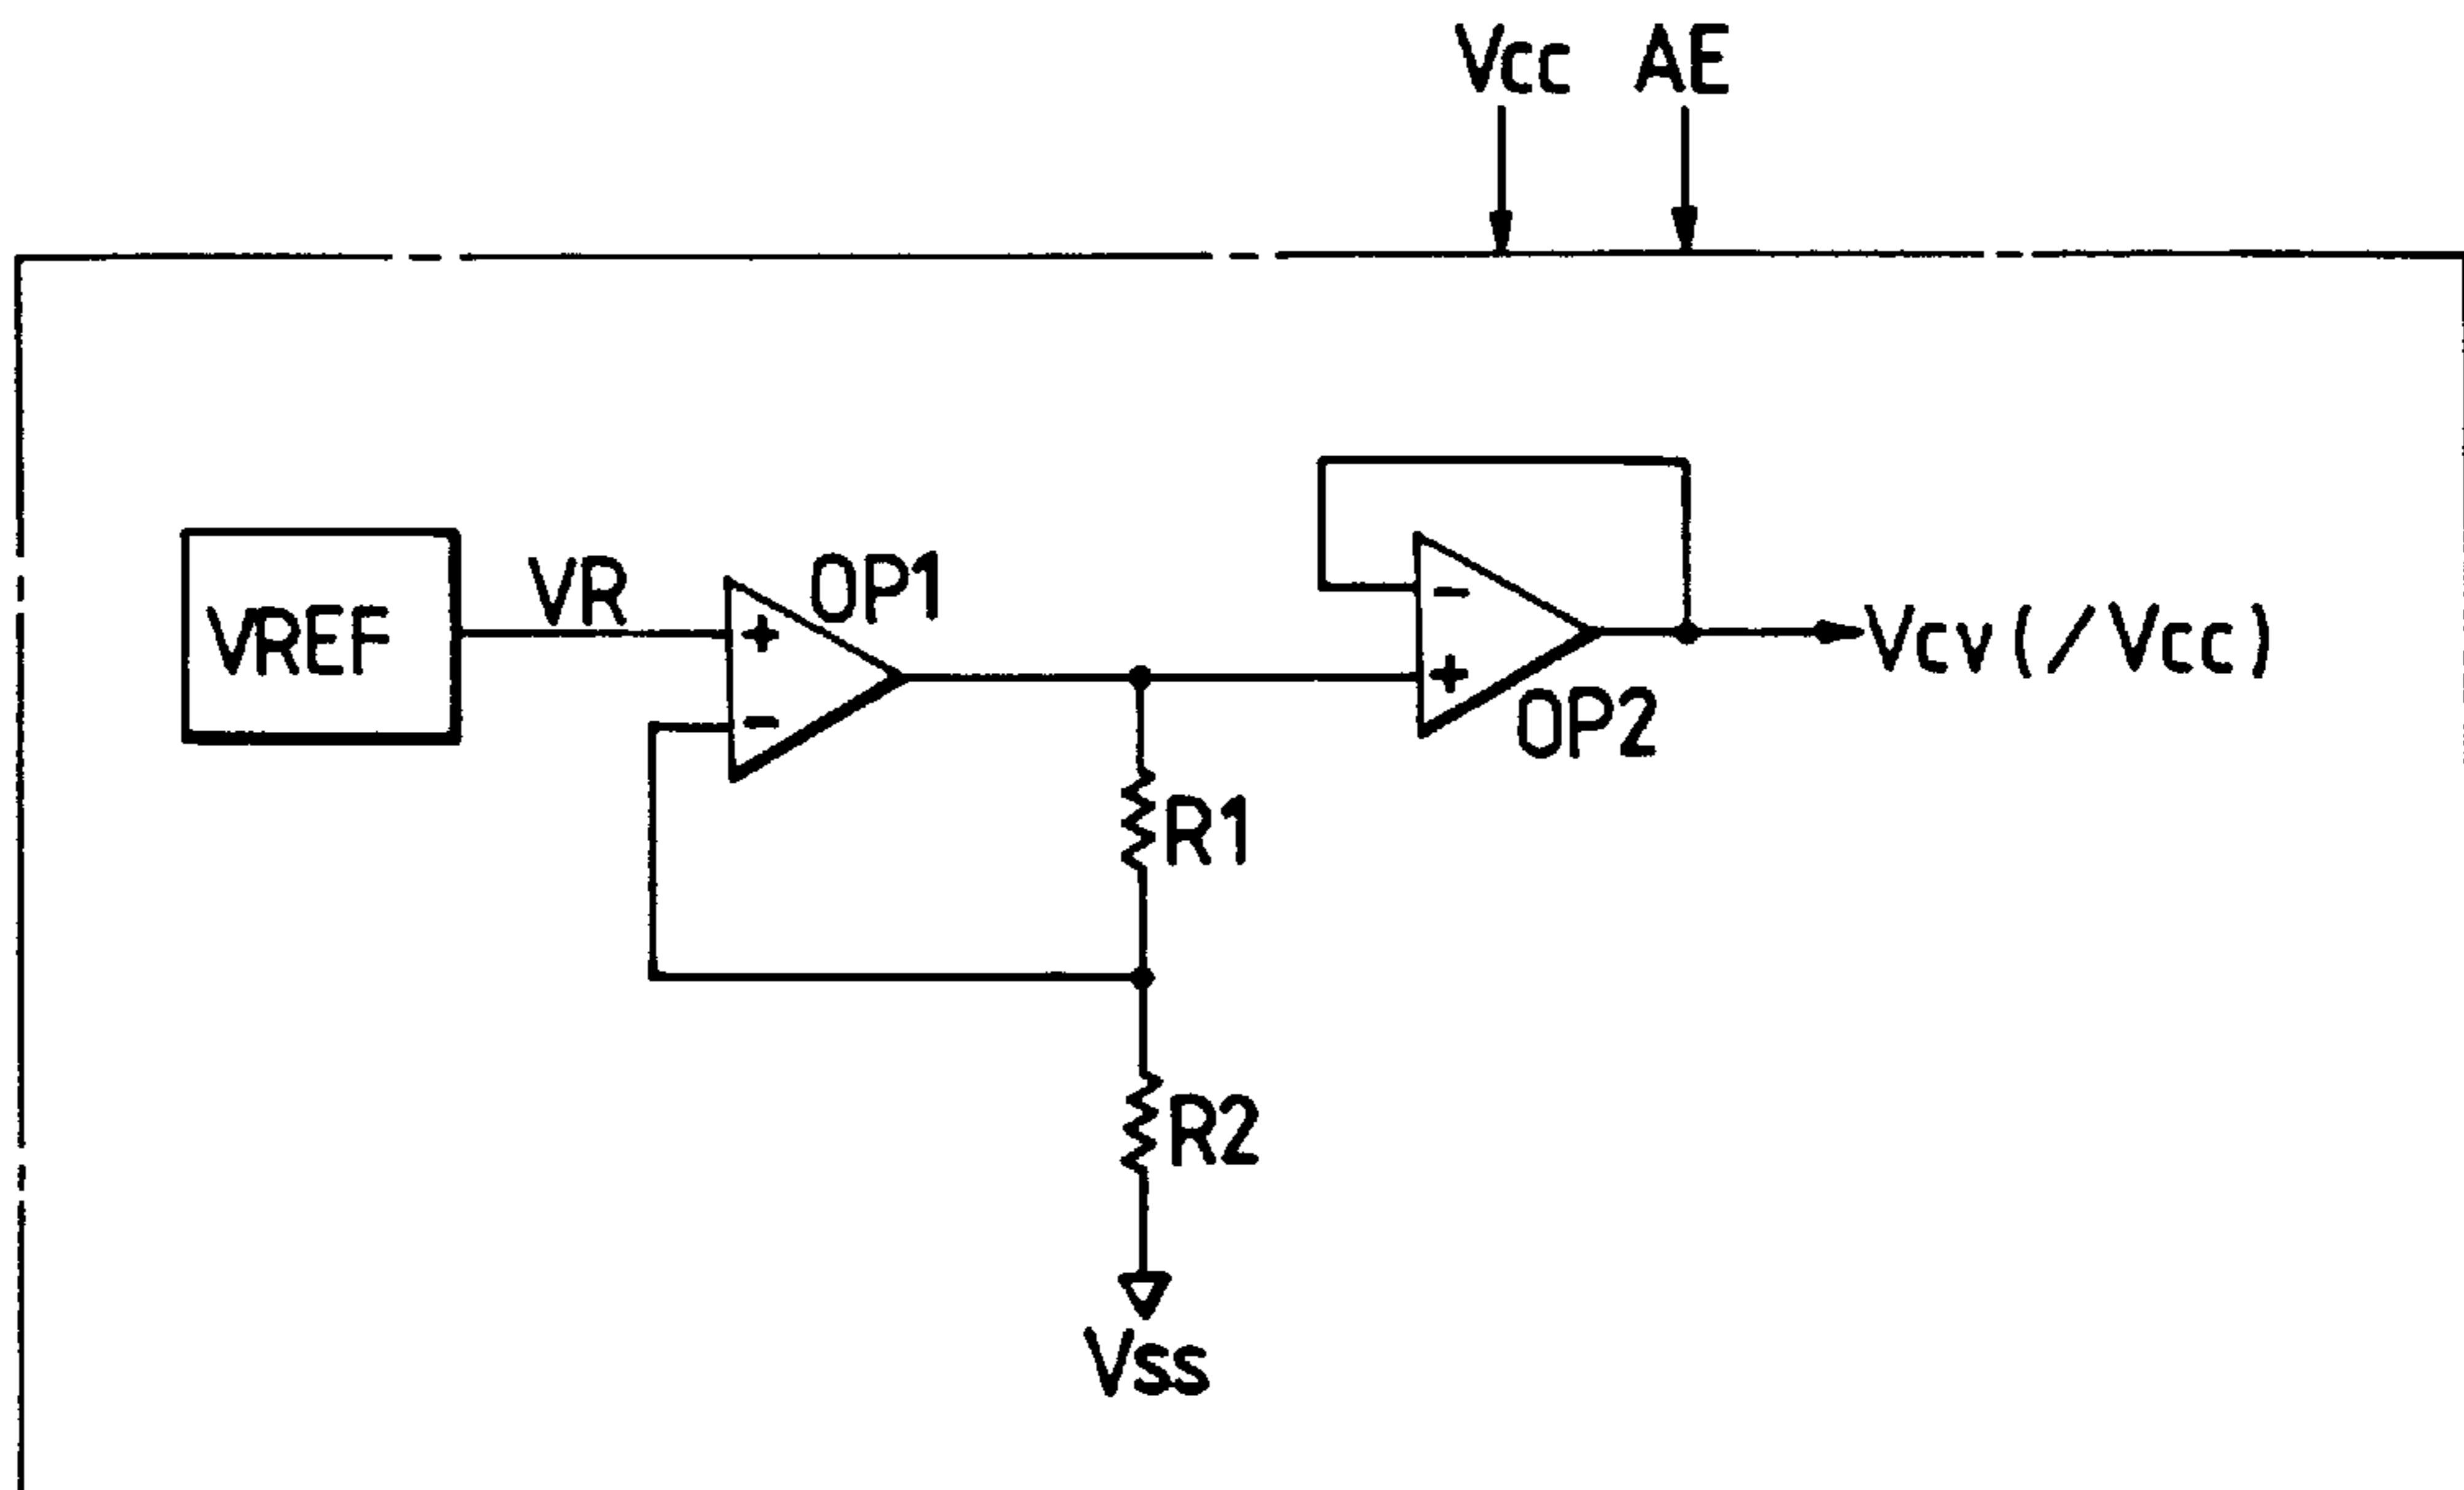 Vcc AE
VREF
VR
OP1
OP2
Vcv(/Vcc)
R1
R2
Vss